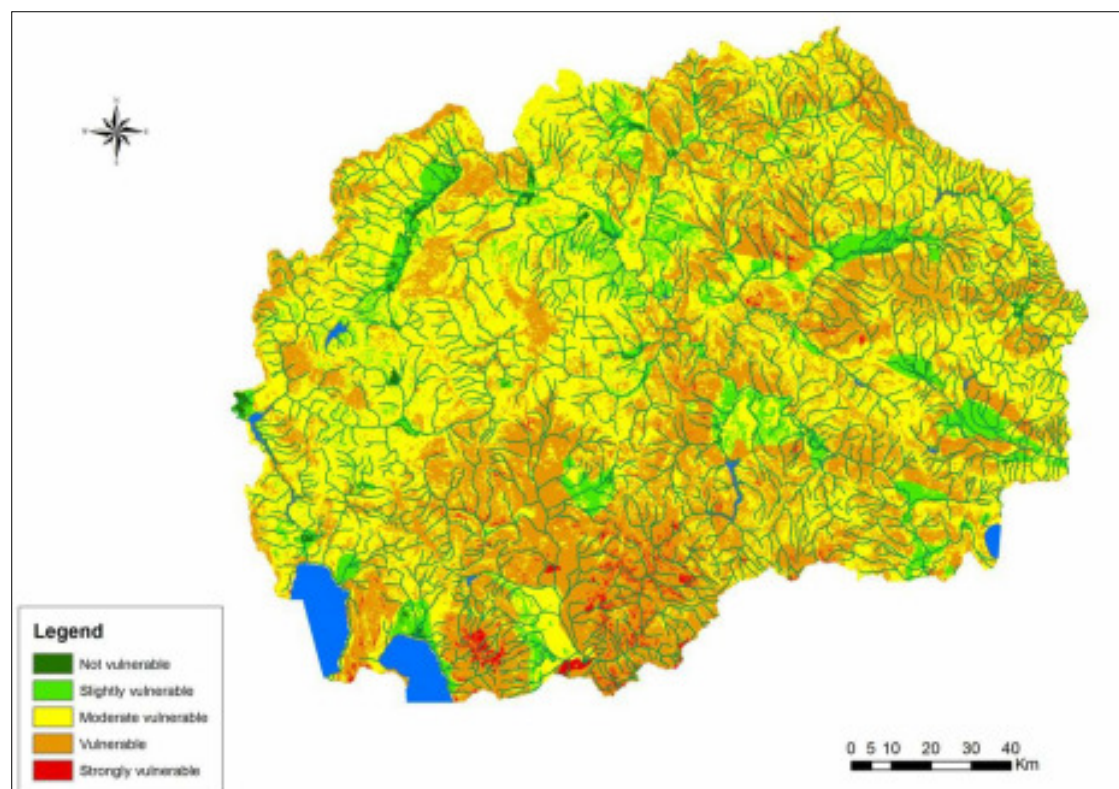 Legend
Not vulnerable
Slightly vulnerable
Moderate vulnerable
Vulnerable
Strongly vulnerable
0 5 10 20 30 40
Km